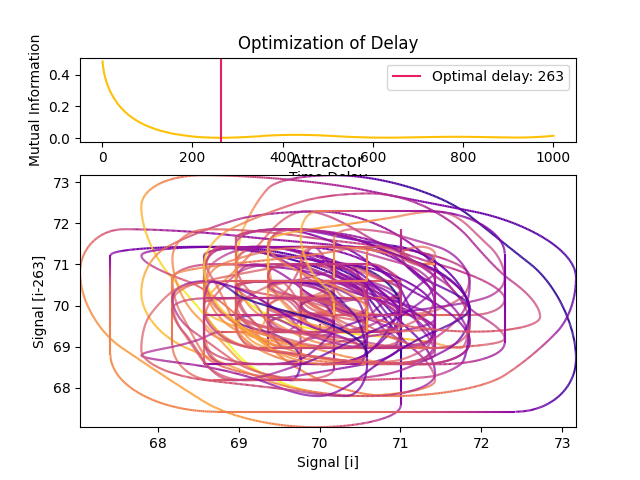 Optimization of Delay
Mutual Information
0.4
0.2
0.0
Optimal delay: 263
0 200 400 600 800 1000
Time Delay
Attractor
Signal [i-263]
73
72
71
70
69
68
68 69 70 71 72 73
Signal [i]